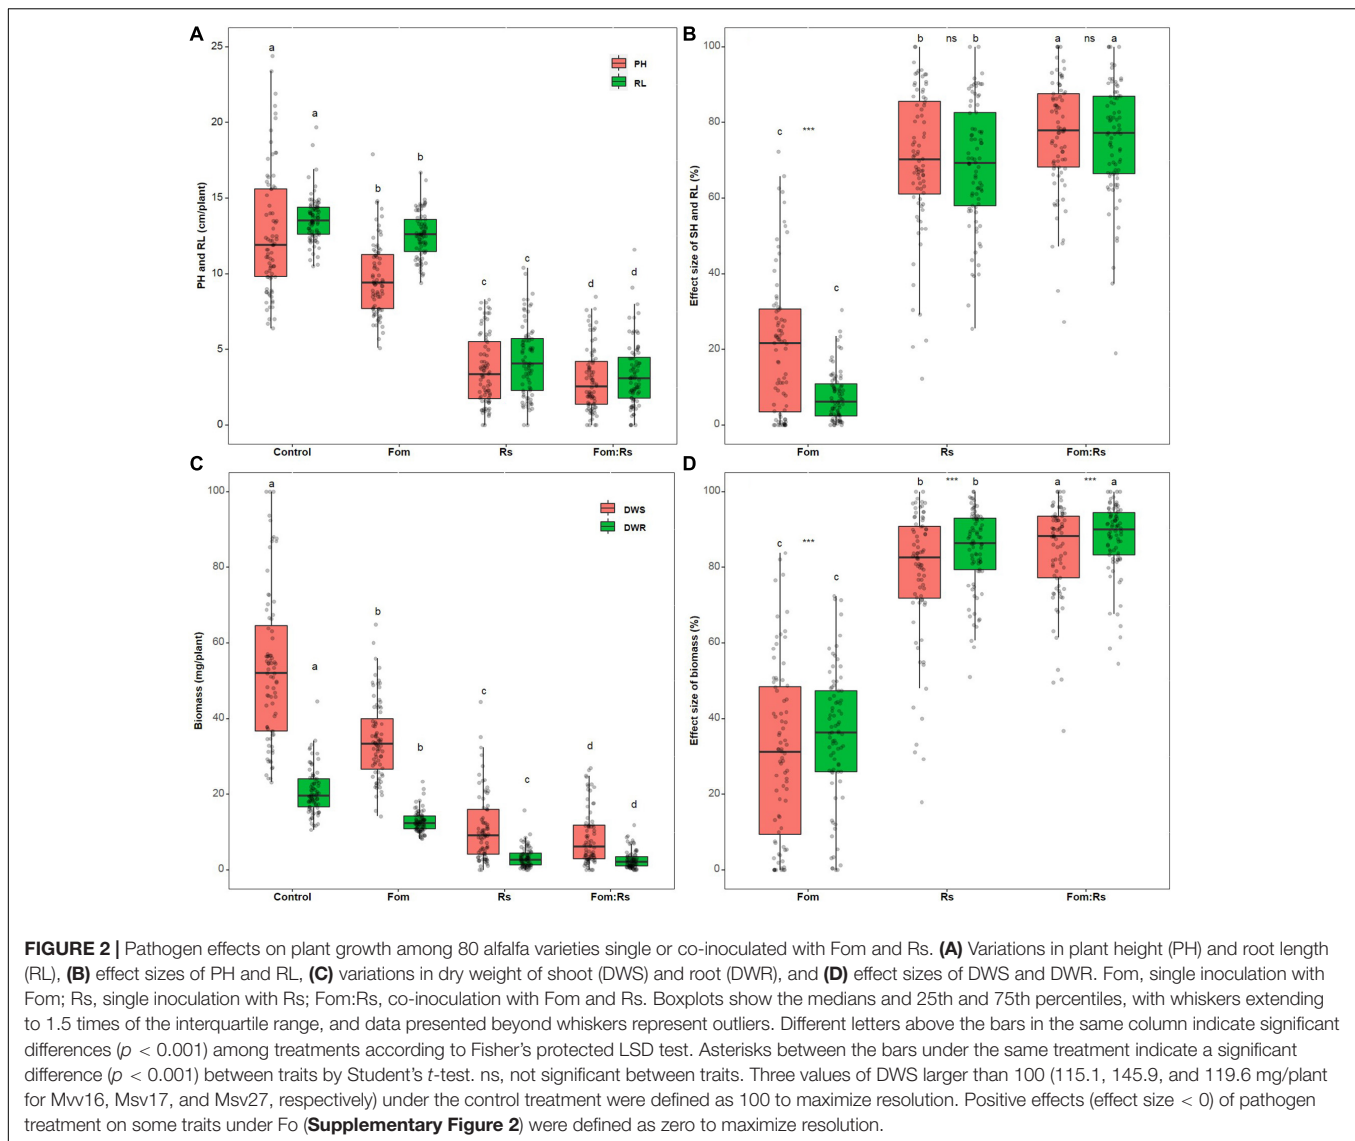 A
25
20
15
10
5
0
PH and RL (cm/plant)
a
a
b
b
c
c
d
d
PH
RL
Control
Fom
Rs
Fom:Rs
B
100
80
60
40
20
0
Effect size of SH and RL (%)
c
***
c
b
ns
b
a
ns
a
Fom
Rs
Fom:Rs
C
100
80
60
40
20
0
Biomass (mg/plant)
a
a
b
b
c
c
d
d
DWS
DWR
Control
Fom
Rs
Fom:Rs
D
100
80
60
40
20
0
Effect size of biomass (%)
c
***
c
b
***
b
a
***
a
Fom
Rs
Fom:Rs
FIGURE 2 | Pathogen effects on plant growth among 80 alfalfa varieties single or co-inoculated with Fom and Rs. (A) Variations in plant height (PH) and root length
(RL), (B) effect sizes of PH and RL, (C) variations in dry weight of shoot (DWS) and root (DWR), and (D) effect sizes of DWS and DWR. Fom, single inoculation with
Fom; Rs, single inoculation with Rs; Fom:Rs, co-inoculation with Fom and Rs. Boxplots show the medians and 25th and 75th percentiles, with whiskers extending
to 1.5 times of the interquartile range, and data presented beyond whiskers represent outliers. Different letters above the bars in the same column indicate significant
differences (p < 0.001) among treatments according to Fisher's protected LSD test. Asterisks between the bars under the same treatment indicate a significant
difference (p < 0.001) between traits by Student's t-test. ns, not significant between traits. Three values of DWS larger than 100 (115.1, 145.9, and 119.6 mg/plant
for Mvv16, Msv17, and Msv27, respectively) under the control treatment were defined as 100 to maximize resolution. Positive effects (effect size < 0) of pathogen
treatment on some traits under Fo (Supplementary Figure 2) were defined as zero to maximize resolution.